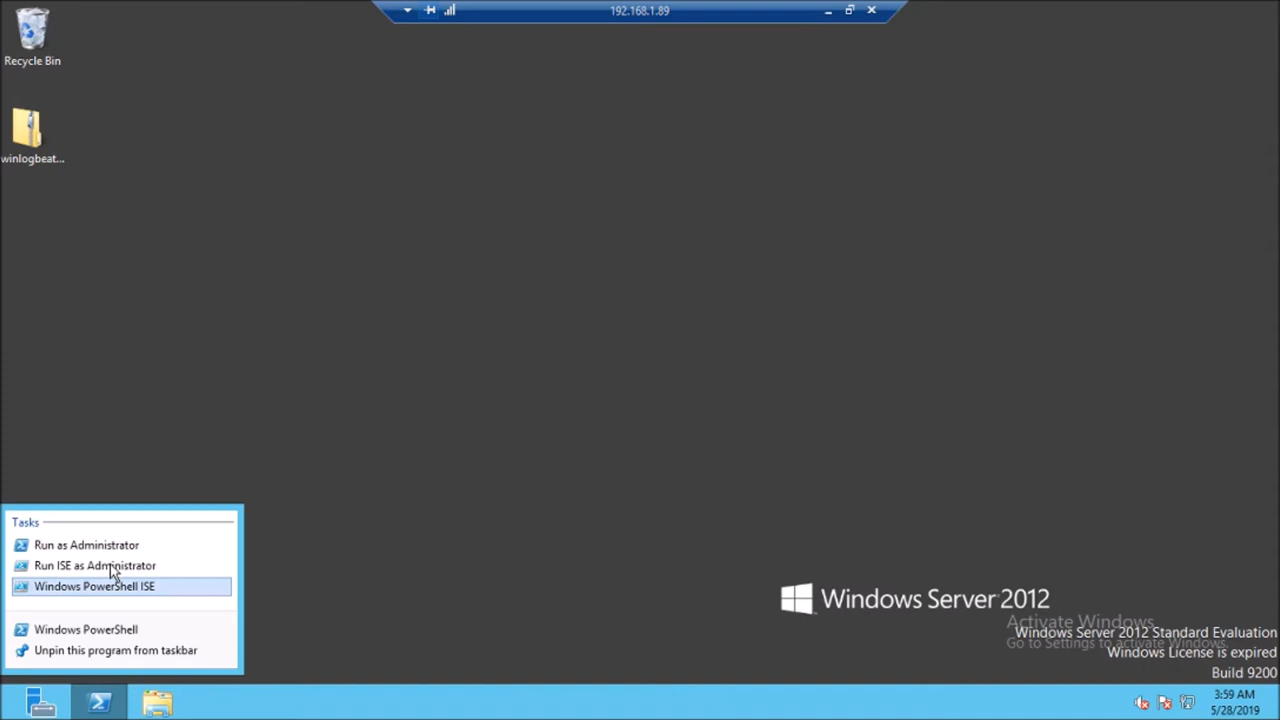 192.168.1.89
Recycle Bin
winlogbeat...
Tasks
Run as Administrator
Run ISE as Administrator
Windows PowerShell ISE
Windows PowerShell
Unpin this program from taskbar
Windows Server 2012
Activate Windows
Go to Settings to activate Windows.
Windows Server 2012 Standard Evaluation
Windows License is expired
Build 9200
3:59 AM
5/28/2019